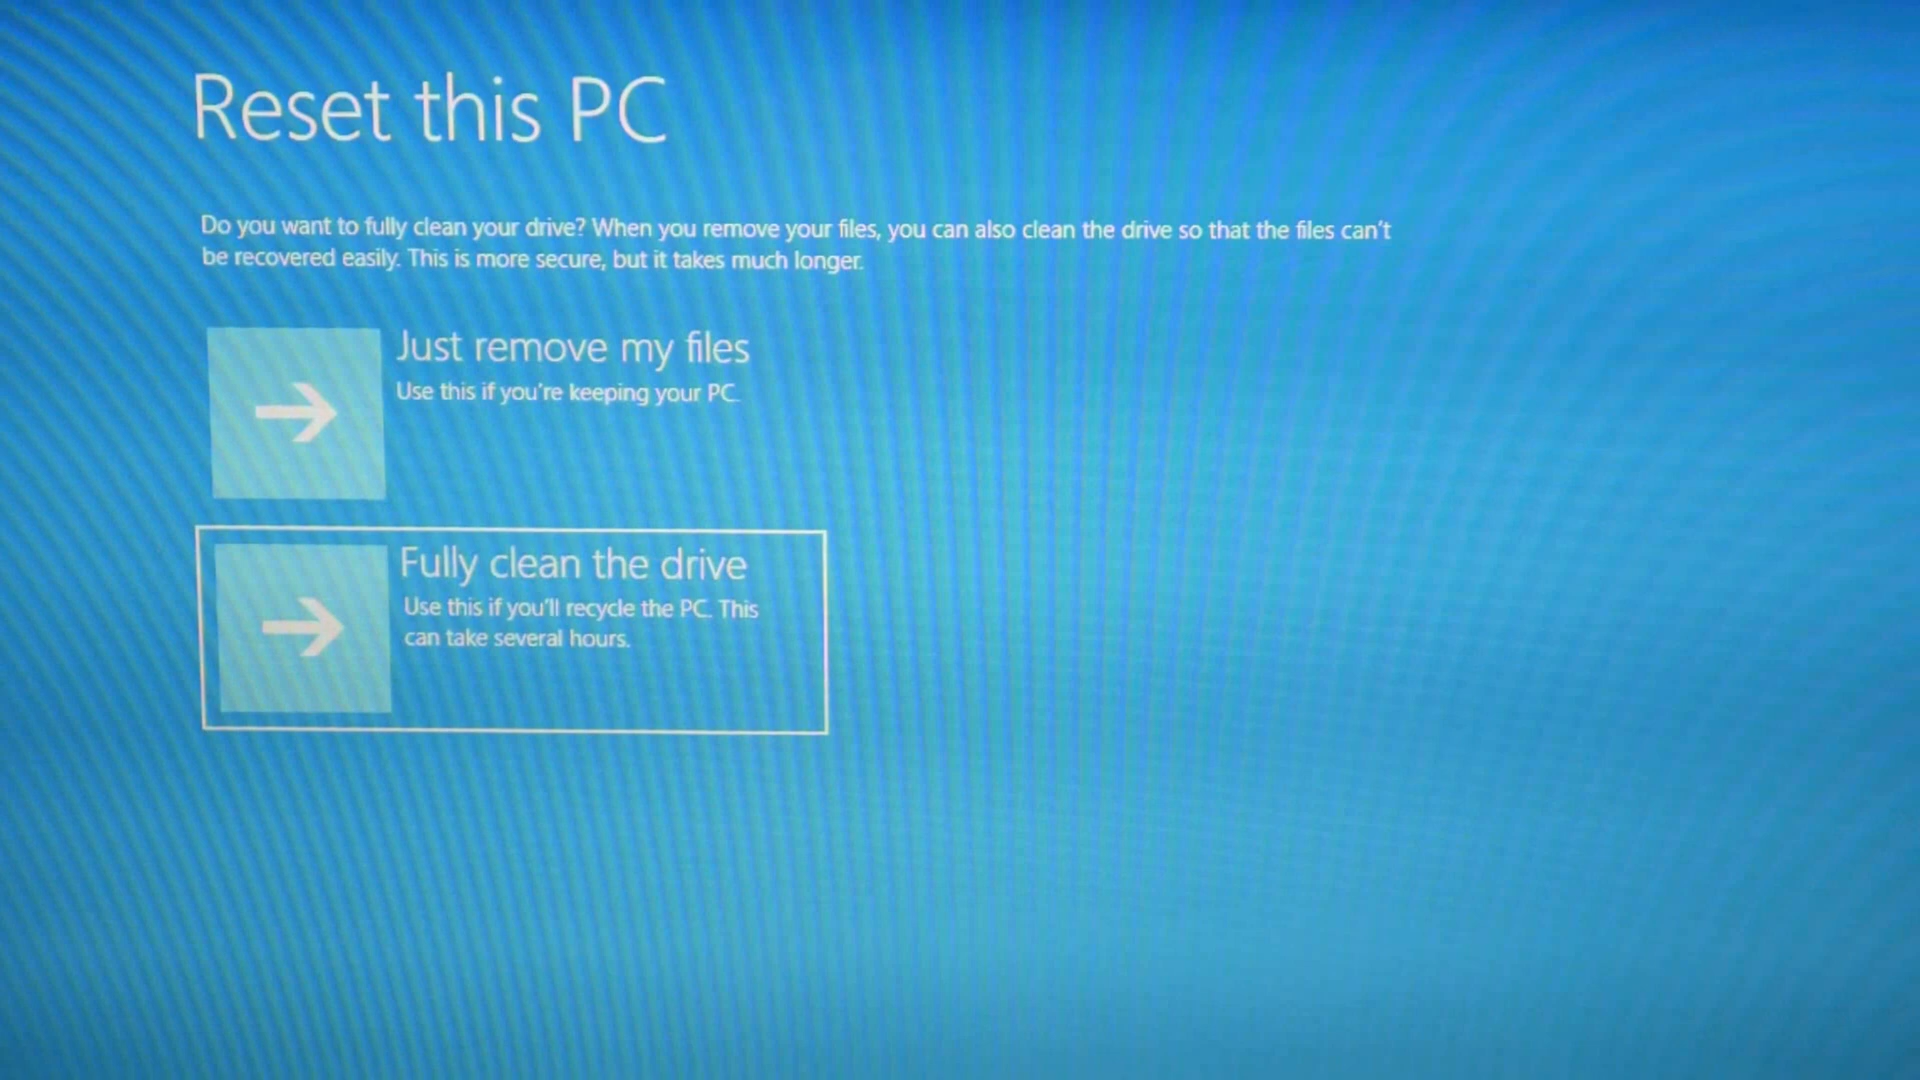 Reset this PC
Do you want to fully clean your drive? When you remove your files, you can also clean the drive so that the files can't
be recovered easily. This is more secure, but it takes much longer.
Just remove my files
Use this if you're keeping your PC.
Fully clean the drive
Use this if you'll recycle the PC. This
can take several hours.